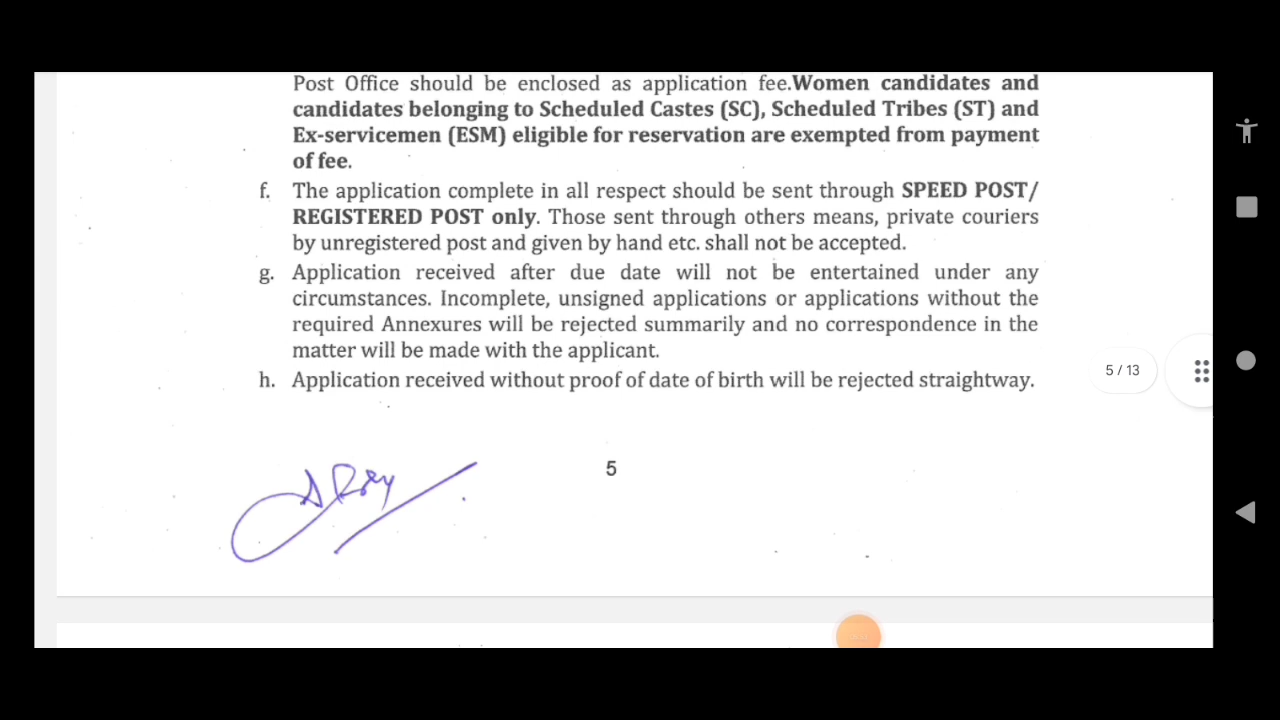 Post Office should be enclosed as application fee.Women candidates and
candidates belonging to Scheduled Castes (SC), Scheduled Tribes (ST) and
Ex-servicemen (ESM) eligible for reservation are exempted from payment
of fee.
f. The application complete in all respect should be sent through SPEED POST/
REGISTERED POST only. Those sent through others means, private couriers
by unregistered post and given by hand etc. shall not be accepted.
g. Application received after due date will not be entertained under any
circumstances. Incomplete, unsigned applications or applications without the
required Annexures will be rejected summarily and no correspondence in the
matter will be made with the applicant.
h. Application received without proof of date of birth will be rejected straightway.
5 / 13
5